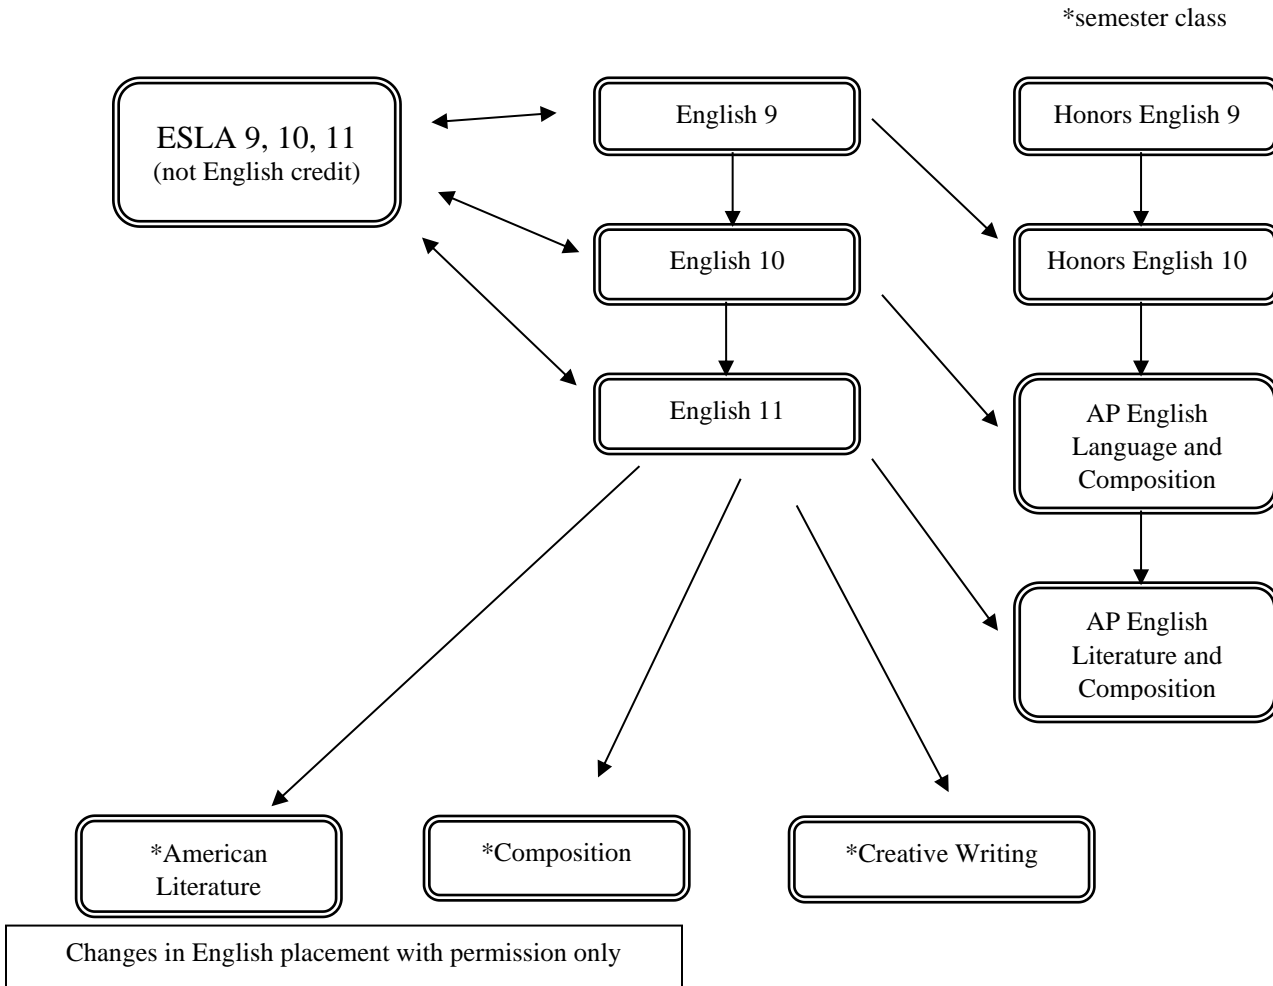 *semester class
ESLA 9, 10, 11
(not English credit)
English 9
Honors English 9
English 10
Honors English 10
English 11
AP English
Language and
Composition
AP English
Literature and
Composition
*American
Literature
*Composition
*Creative Writing
Changes in English placement with permission only